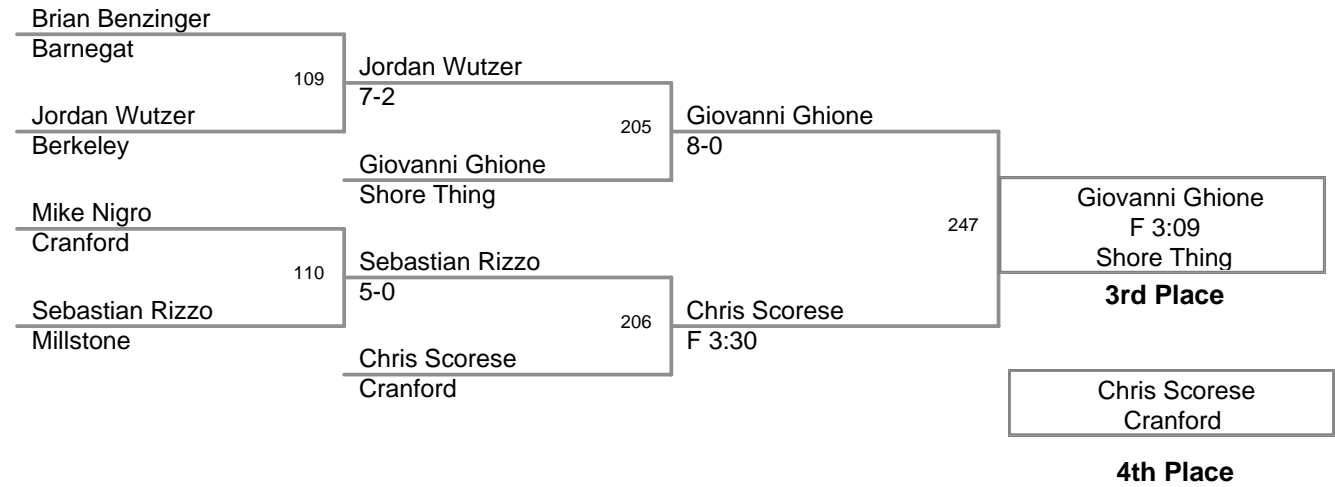 Brian Benzinger
Barnegat
109
Jordan Wutzer
7-2
Jordan Wutzer
Berkeley
205
Giovanni Ghione
8-0
Giovanni Ghione
Shore Thing
Mike Nigro
Cranford
247
Giovanni Ghione
F 3:09
Shore Thing
3rd Place
110
Sebastian Rizzo
5-0
Sebastian Rizzo
Millstone
206
Chris Scorese
F 3:30
Chris Scorese
Cranford
Chris Scorese
Cranford
4th Place